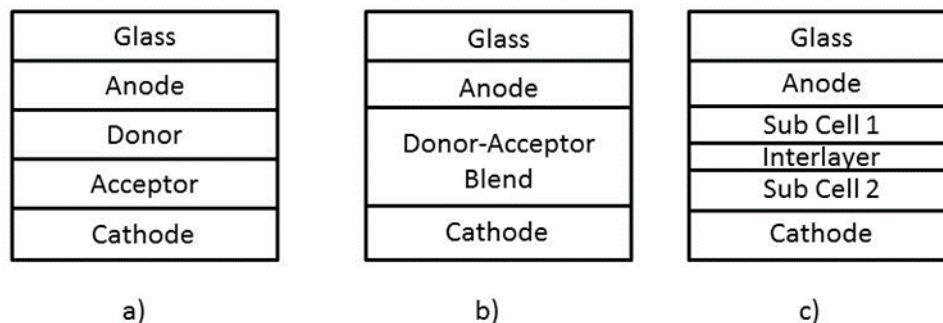 Glass
Anode
Donor
Acceptor
Cathode
a)
Glass
Anode
Donor-Acceptor
Blend
Cathode
b)
Glass
Anode
Sub Cell 1
Interlayer
Sub Cell 2
Cathode
c)